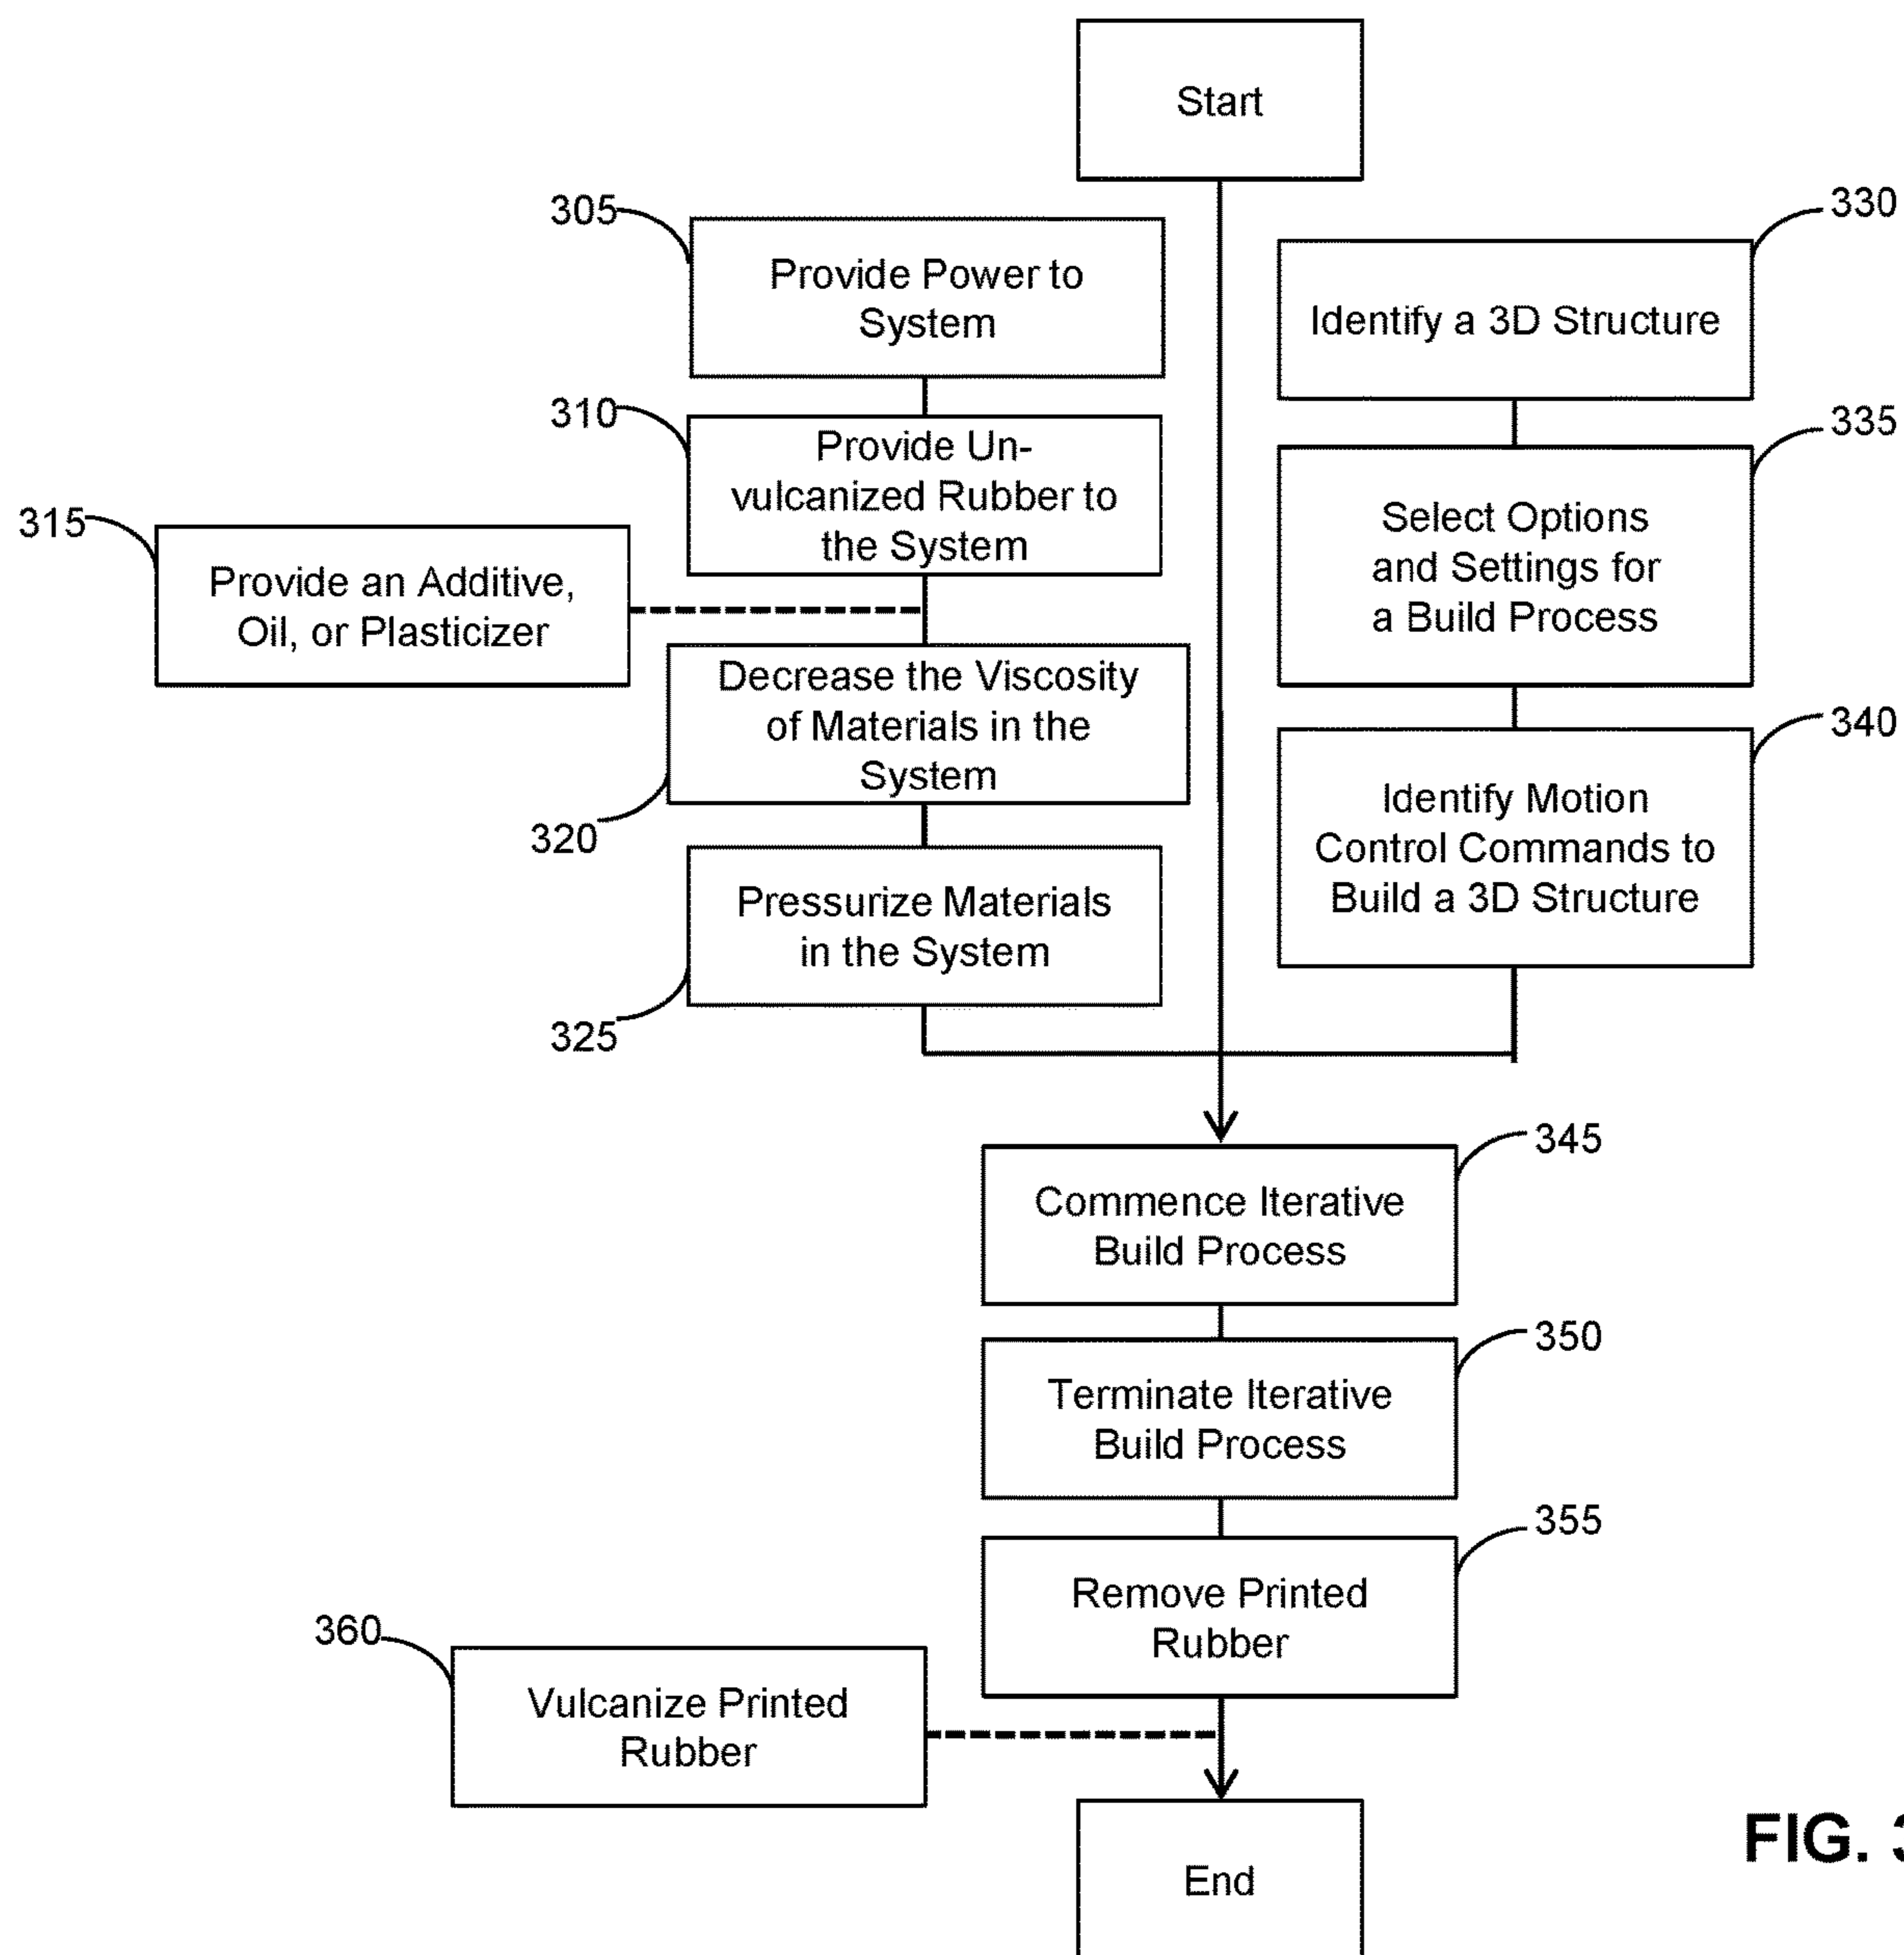 Start
305
Provide Power to
System
310
Provide Un-
vulcanized Rubber to
the System
315
Provide an Additive,
Oil, or Plasticizer
Decrease the Viscosity
of Materials in the
System
320
Pressurize Materials
in the System
325
330
Identify a 3D Structure
335
Select Options
and Settings for
a Build Process
340
Identify Motion
Control Commands to
Build a 3D Structure
345
Commence Iterative
Build Process
350
Terminate Iterative
Build Process
355
Remove Printed
Rubber
360
Vulcanize Printed
Rubber
End
FIG. 3